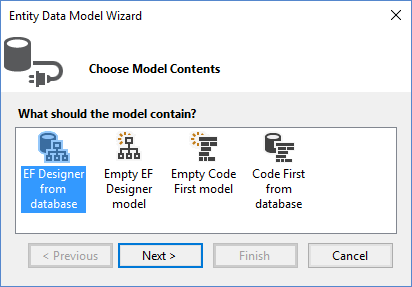 Entity Data Model Wizard
Choose Model Contents
What should the model contain?
EF Designer
from
database
Empty EF
Designer
model
Empty Code
First model
Code First
from
database
< Previous
Next >
Finish
Cancel